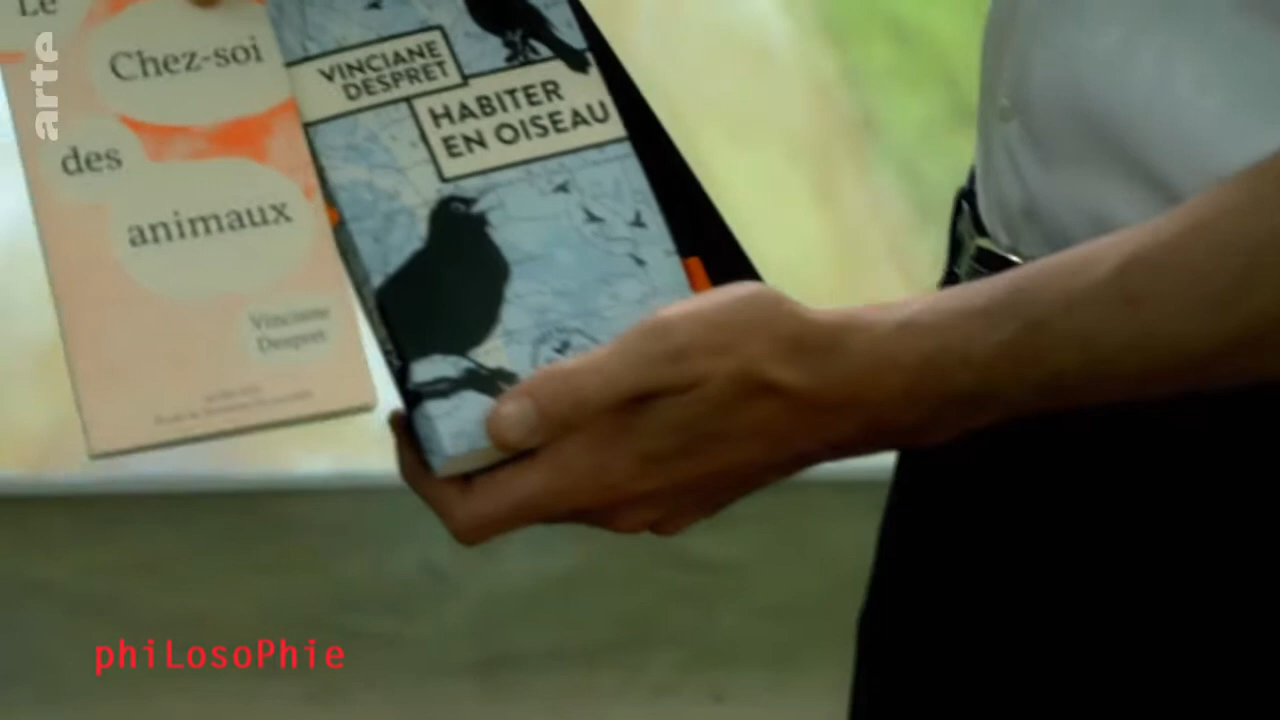 Le
Chez-soi
des
animaux
Vinciane
Despret
VINCIANE
DESPRET
HABITER
EN OISEAU
arte
phiLosoPhie